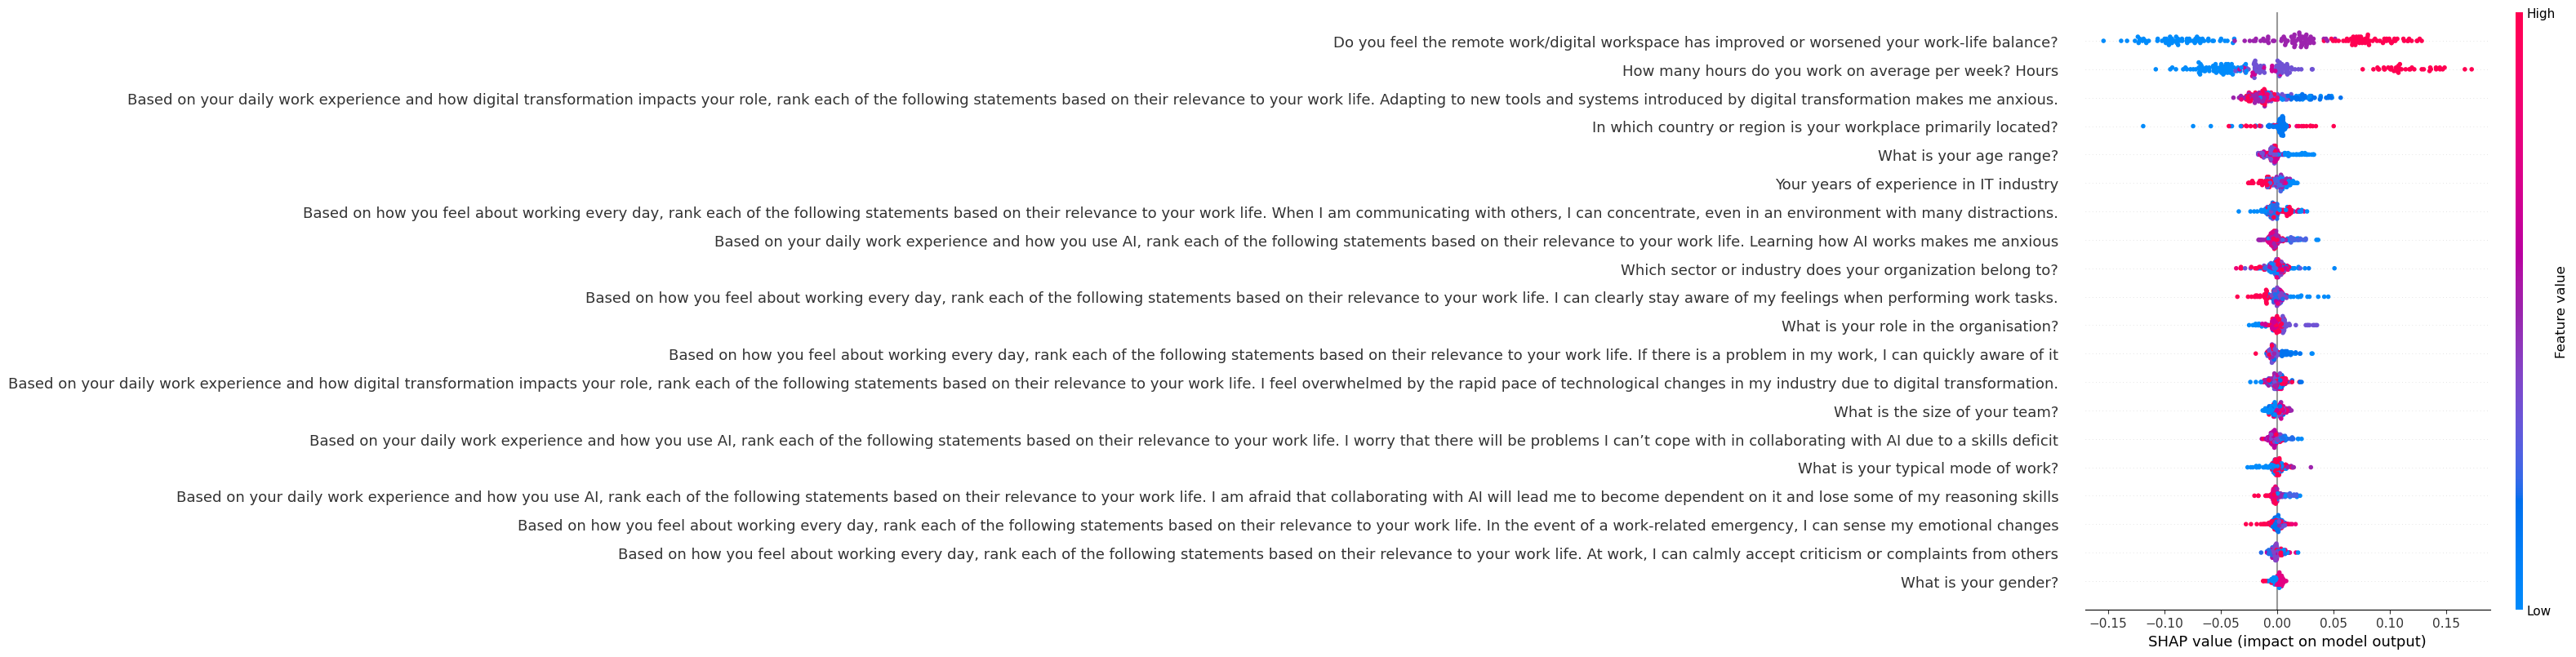 High
Do you feel the remote work/digital workspace has improved or worsened your work-life balance?
How many hours do you work on average per week? Hours
Based on your daily work experience and how digital transformation impacts your role, rank each of the following statements based on their relevance to your work life. Adapting to new tools and systems introduced by digital transformation makes me anxious.
In which country or region is your workplace primarily located?
What is your age range?
Your years of experience in IT industry
Based on how you feel about working every day, rank each of the following statements based on their relevance to your work life. When I am communicating with others, I can concentrate, even in an environment with many distractions.
Based on your daily work experience and how you use AI, rank each of the following statements based on their relevance to your work life. Learning how AI works makes me anxious
Which sector or industry does your organization belong to?
Based on how you feel about working every day, rank each of the following statements based on their relevance to your work life. I can clearly stay aware of my feelings when performing work tasks.
What is your role in the organisation?
Based on how you feel about working every day, rank each of the following statements based on their relevance to your work life. If there is a problem in my work, I can quickly aware of it
Based on your daily work experience and how digital transformation impacts your role, rank each of the following statements based on their relevance to your work life. I feel overwhelmed by the rapid pace of technological changes in my industry due to digital transformation.
What is the size of your team?
Based on your daily work experience and how you use AI, rank each of the following statements based on their relevance to your work life. I worry that there will be problems I can’t cope with in collaborating with AI due to a skills deficit
What is your typical mode of work?
Based on your daily work experience and how you use AI, rank each of the following statements based on their relevance to your work life. I am afraid that collaborating with AI will lead me to become dependent on it and lose some of my reasoning skills
Based on how you feel about working every day, rank each of the following statements based on their relevance to your work life. In the event of a work-related emergency, I can sense my emotional changes
Based on how you feel about working every day, rank each of the following statements based on their relevance to your work life. At work, I can calmly accept criticism or complaints from others
What is your gender?
Feature value
Low
−0.15 −0.10 −0.05 0.00 0.05 0.10 0.15
SHAP value (impact on model output)